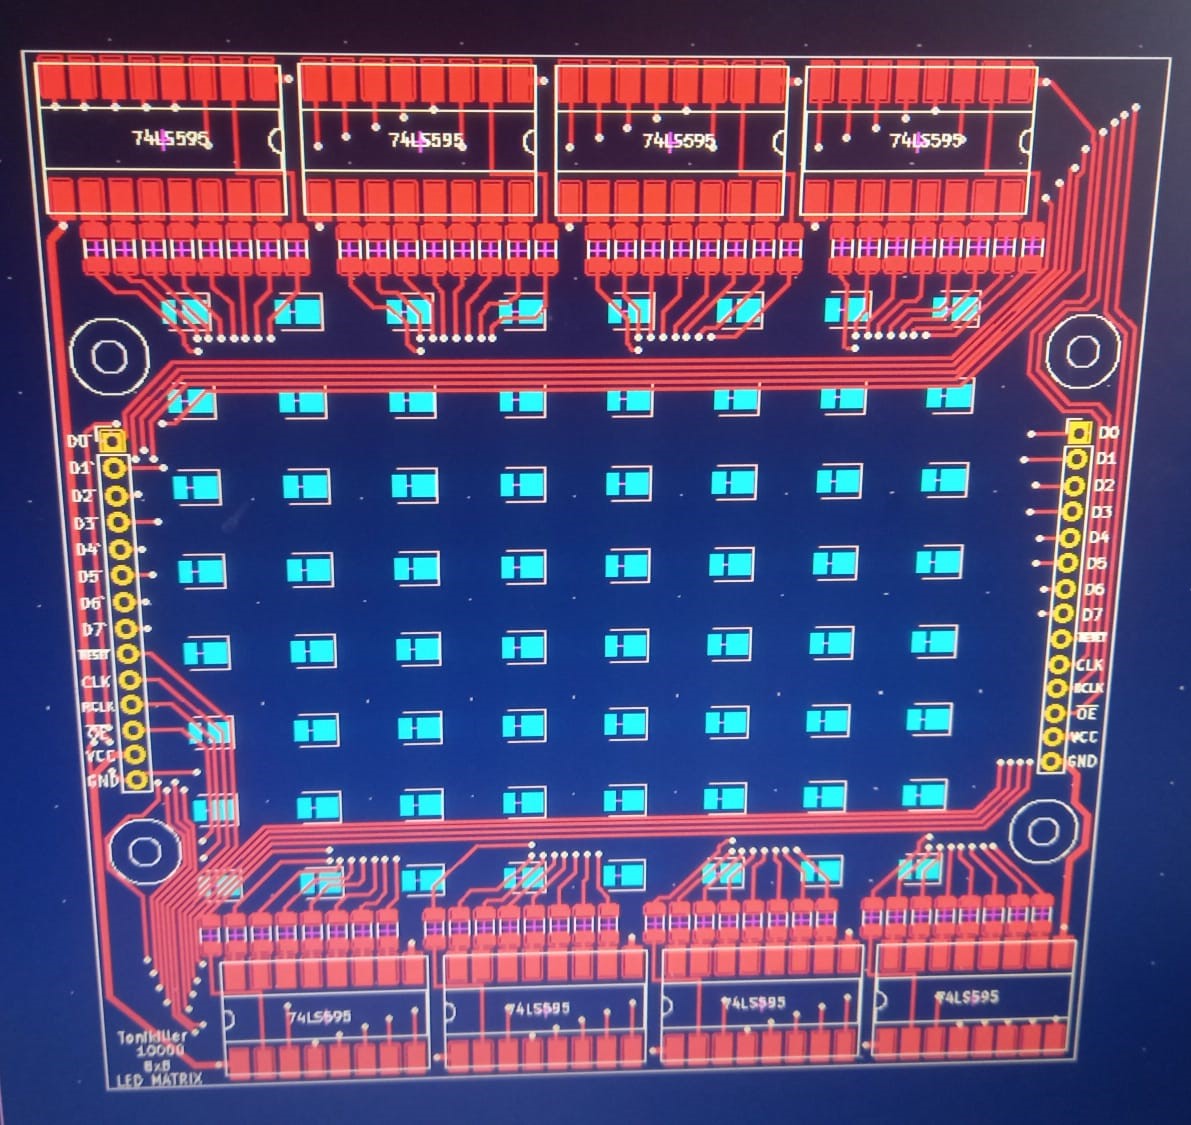 74LS595
74LS595
74LS595
74LS595
D0
D1
D2
D3
D4
D5
D6
D7
RESET
CLK
RCLK
OE
VCC
GND
D0
D1
D2
D3
D4
D5
D6
D7
RESET
CLK
RCLK
OE
VCC
GND
74LS595
74LS595
74LS595
74LS595
10000
8x8
LED MATRIX